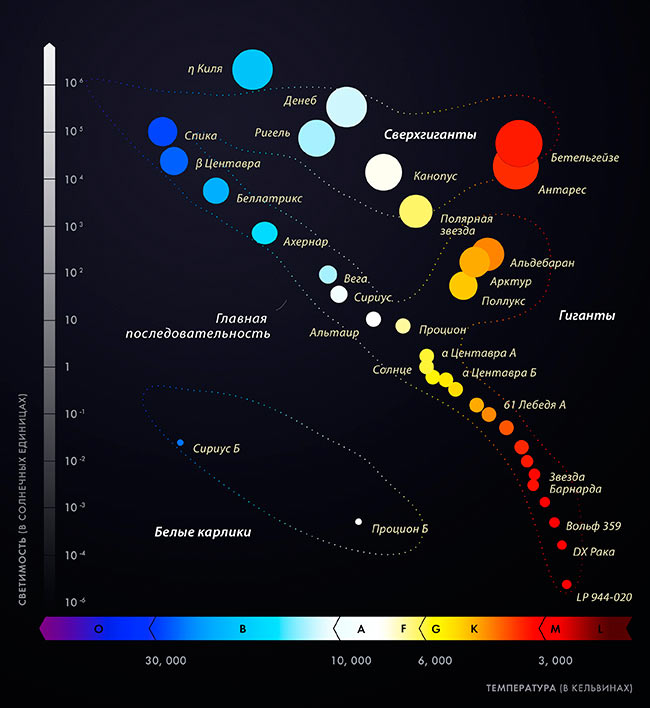 η Киля
10⁶
Денеб
10⁵
Спика
Ригель
Сверхгиганты
β Центавра
Бетельгейзе
10⁴
Канопус
Антарес
Беллатрикс
10³
Полярная
звезда
Ахернар
10²
Вега
Альдебаран
Сириус
Арктур
Поллукс
Главная
последовательность
10
Альтаир
Процион
Гиганты
1
α Центавра А
Солнце
α Центавра Б
10⁻¹
61 Лебедя А
Сириус Б
10⁻²
Звезда
Барнарда
10⁻³
Белые карлики
Процион Б
Вольф 359
10⁻⁴
DX Рака
10⁻⁶
LP 944-020
СВЕТИМОСТЬ (В СОЛНЕЧНЫХ ЕДИНИЦАХ)
O B A F G K M L
30, 000 10, 000 6, 000 3, 000
ТЕМПЕРАТУРА (В КЕЛЬВИНАХ)